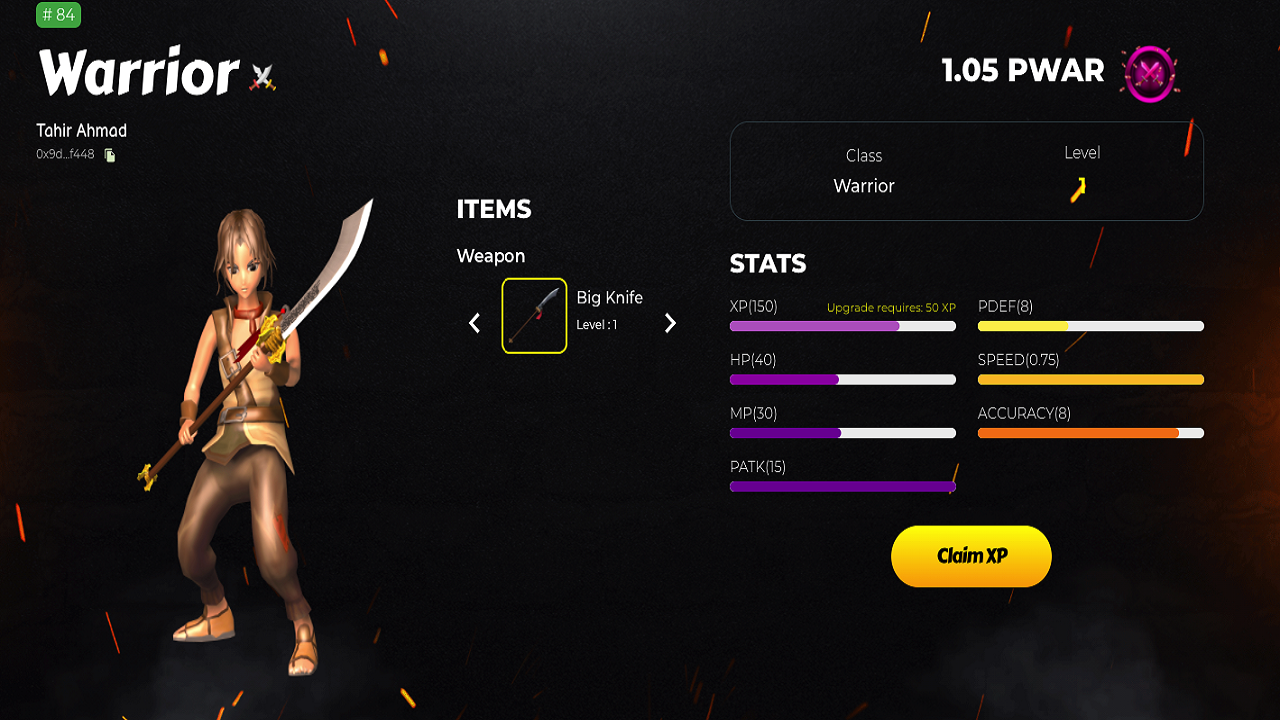 # 84
Warrior
Tahir Ahmad
0x9d...f448
1.05 PWAR
Class
Level
Warrior
1
ITEMS
Weapon
Big Knife
Level : 1
STATS
XP(150)
Upgrade requires: 50 XP
PDEF(8)
HP(40)
SPEED(0.75)
MP(30)
ACCURACY(8)
PATK(15)
Claim XP